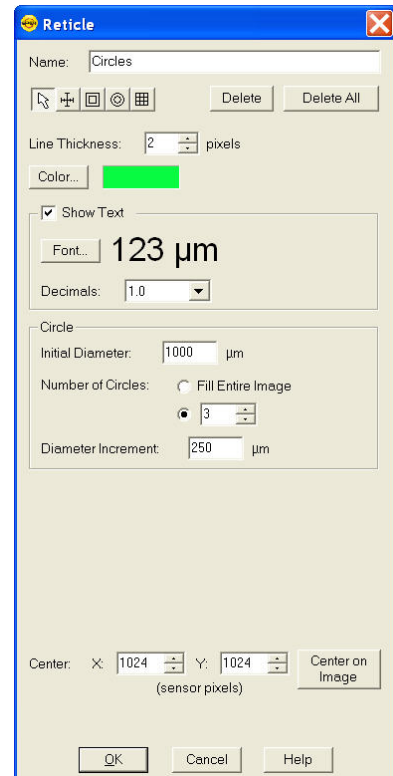 Reticle
Name: Circles
Delete Delete All
Line Thickness: 2 pixels
Color...
Show Text
Font... 123 µm
Decimals: 1.0
Circle
Initial Diameter: 1000 µm
Number of Circles: Fill Entire Image
3
Diameter Increment: 250 µm
Center: X: 1024 Y: 1024 Center on
Image
(sensor pixels)
OK Cancel Help